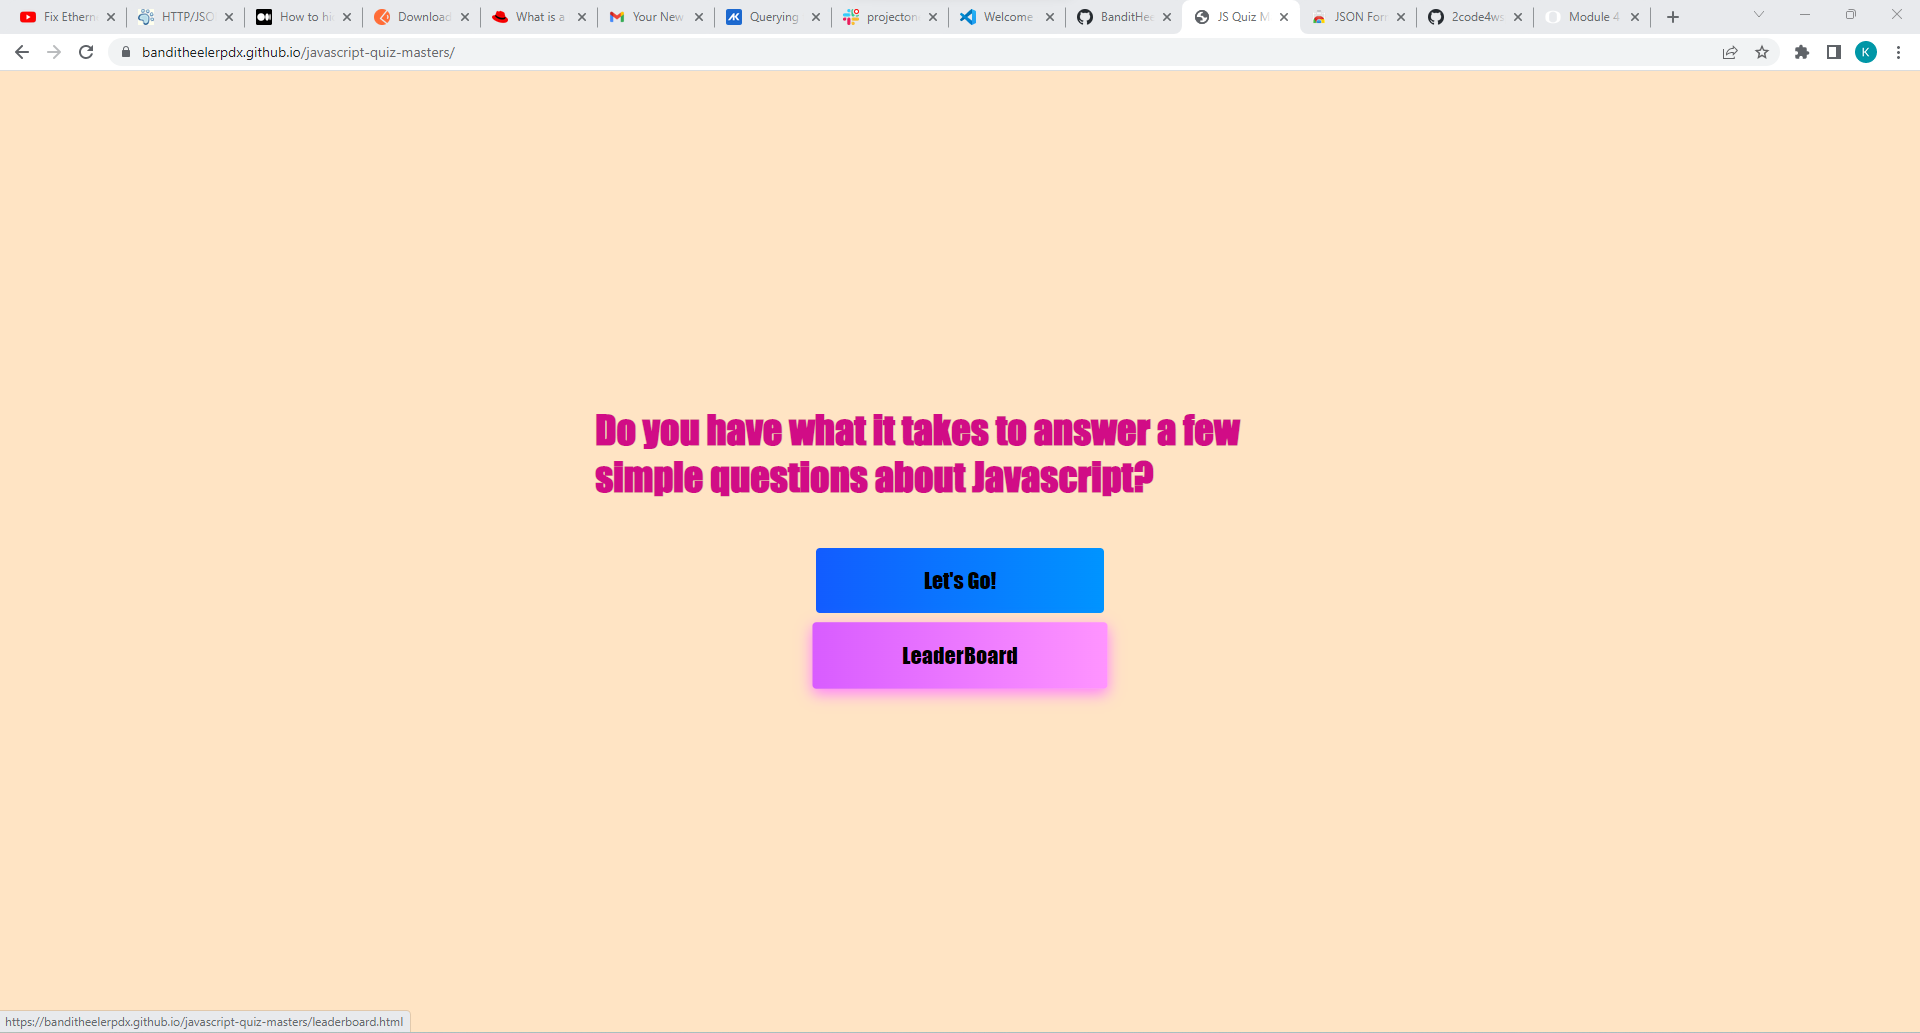 Fix Ethern
HTTP/JSO
How to hi
Download
What is a
Your New
Querying
projecton
Welcome
BanditHee
JS Quiz M
JSON For
2code4ws
Module 4
banditheelerpdx.github.io/javascript-quiz-masters/
K
Do you have what it takes to answer a few
simple questions about Javascript?
Let's Go!
LeaderBoard
https://banditheelerpdx.github.io/javascript-quiz-masters/leaderboard.html